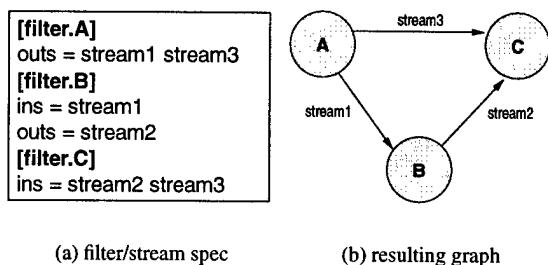 [filter.A]
outs = stream1 stream3
[filter.B]
ins = stream1
outs = stream2
[filter.C]
ins = stream2 stream3
(a) filter/stream spec
A
stream3
C
stream1
stream2
B
(b) resulting graph